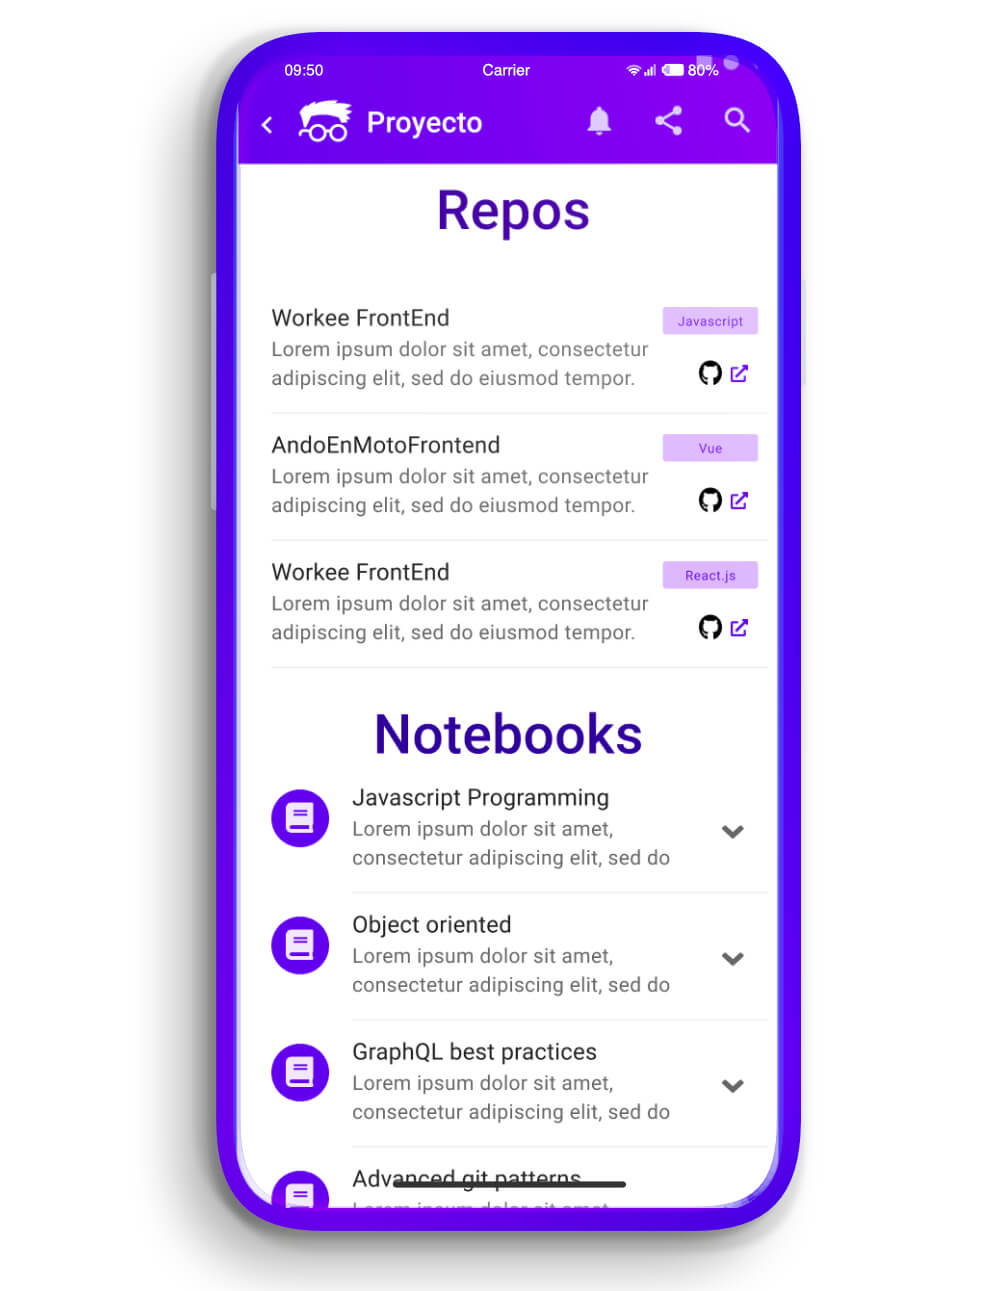 09:50 Carrier 80%
Proyecto
Repos
Workee FrontEnd
Javascript
Lorem ipsum dolor sit amet, consectetur
adipiscing elit, sed do eiusmod tempor.
AndoEnMotoFrontend
Vue
Lorem ipsum dolor sit amet, consectetur
adipiscing elit, sed do eiusmod tempor.
Workee FrontEnd
React.js
Lorem ipsum dolor sit amet, consectetur
adipiscing elit, sed do eiusmod tempor.
Notebooks
Javascript Programming
Lorem ipsum dolor sit amet,
consectetur adipiscing elit, sed do
Object oriented
Lorem ipsum dolor sit amet,
consectetur adipiscing elit, sed do
GraphQL best practices
Lorem ipsum dolor sit amet,
consectetur adipiscing elit, sed do
Advanced git patterns